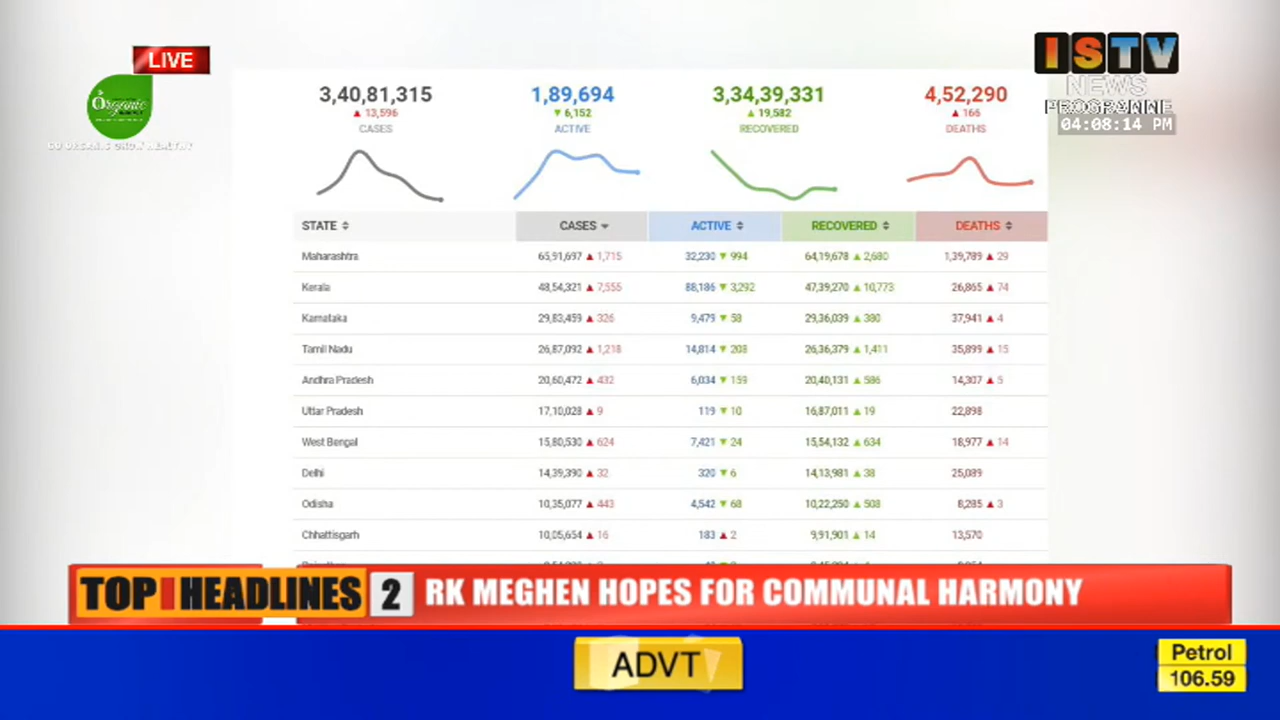 LIVE
Organic
GO ORGANIC GROW HEALTHY
ISTV
NEWS
PROGRAMME
04:08:14 PM
3,40,81,315 1,89,694 3,34,39,331 4,52,290
▲ 13,596 ▼ 6,152 ▲ 19,582 ▲ 166
CASES ACTIVE RECOVERED DEATHS
STATE CASES ACTIVE RECOVERED DEATHS
Maharashtra 65,91,697 ▲ 1,715 32,230 ▼ 994 64,19,678 ▲ 2,680 1,39,789 ▲ 29
Kerala 48,54,321 ▲ 7,555 88,186 ▼ 3,292 47,39,270 ▲ 10,773 26,865 ▲ 74
Karnataka 29,83,459 ▲ 326 9,479 ▼ 58 29,36,039 ▲ 380 37,941 ▲ 4
Tamil Nadu 26,87,092 ▲ 1,218 14,814 ▼ 208 26,36,379 ▲ 1,411 35,899 ▲ 15
Andhra Pradesh 20,60,472 ▲ 432 6,034 ▼ 159 20,40,131 ▲ 586 14,307 ▲ 5
Uttar Pradesh 17,10,028 ▲ 9 119 ▼ 10 16,87,011 ▲ 19 22,898
West Bengal 15,80,530 ▲ 624 7,421 ▼ 24 15,54,132 ▲ 634 18,977 ▲ 14
Delhi 14,39,390 ▲ 32 320 ▼ 6 14,13,981 ▲ 38 25,089
Odisha 10,35,077 ▲ 443 4,542 ▼ 68 10,22,250 ▲ 508 8,285 ▲ 3
Chhattisgarh 10,05,654 ▲ 16 183 ▲ 2 9,91,901 ▲ 14 13,570
TOP HEADLINES 2 RK MEGHEN HOPES FOR COMMUNAL HARMONY
ADVT
Petrol
106.59